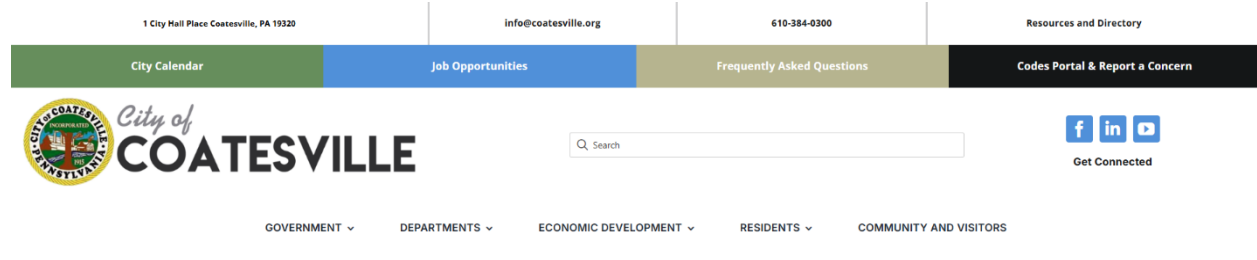 1 City Hall Place Coatesville, PA 19320
info@coatesville.org
610-384-0300
Resources and Directory
City Calendar
Job Opportunities
Frequently Asked Questions
Codes Portal & Report a Concern
CITY OF COATESVILLE
PENNSYLVANIA
INCORPORATED
1915
City of
COATESVILLE
Search
Get Connected
GOVERNMENT
DEPARTMENTS
ECONOMIC DEVELOPMENT
RESIDENTS
COMMUNITY AND VISITORS